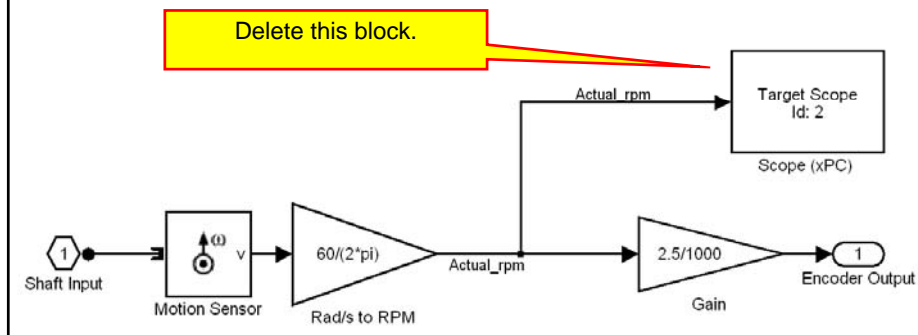 Delete this block.
Actual_rpm
Target Scope
Id: 2
Scope (xPC)
1
Shaft Input
ω
v
Motion Sensor
60/(2*pi)
Rad/s to RPM
Actual_rpm
2.5/1000
Gain
1
Encoder Output